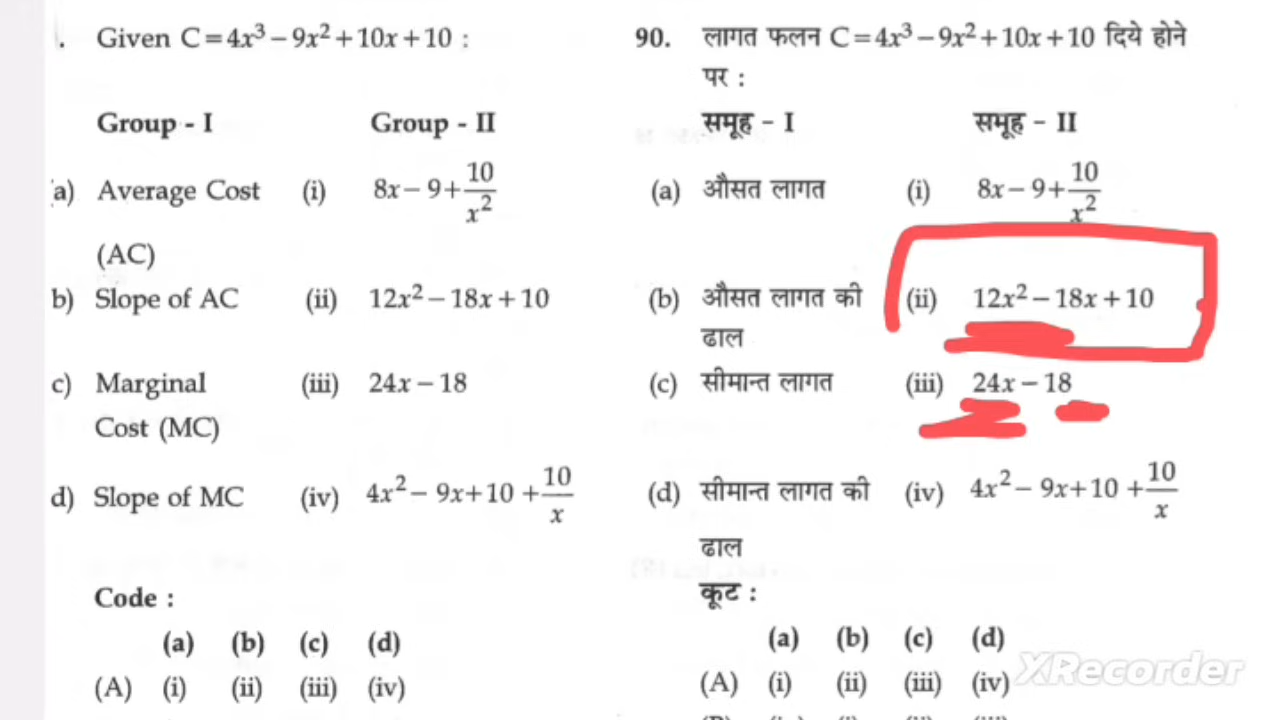 . Given C=4x³−9x²+10x+10 :
Group - I Group - II
a) Average Cost (i) 8x−9+10/x²
(AC)
b) Slope of AC (ii) 12x²−18x+10
c) Marginal (iii) 24x−18
Cost (MC)
d) Slope of MC (iv) 4x²−9x+10+10/x
Code :
(a) (b) (c) (d)
(A) (i) (ii) (iii) (iv)
90. लागत फलन C=4x³−9x²+10x+10 दिये होने
पर :
समूह - I समूह - II
(a) औसत लागत (i) 8x−9+10/x²
(b) औसत लागत की (ii) 12x²−18x+10
ढाल
(c) सीमान्त लागत (iii) 24x−18
(d) सीमान्त लागत की (iv) 4x²−9x+10+10/x
ढाल
कूट :
(a) (b) (c) (d)
(A) (i) (ii) (iii) (iv)
XRecorder